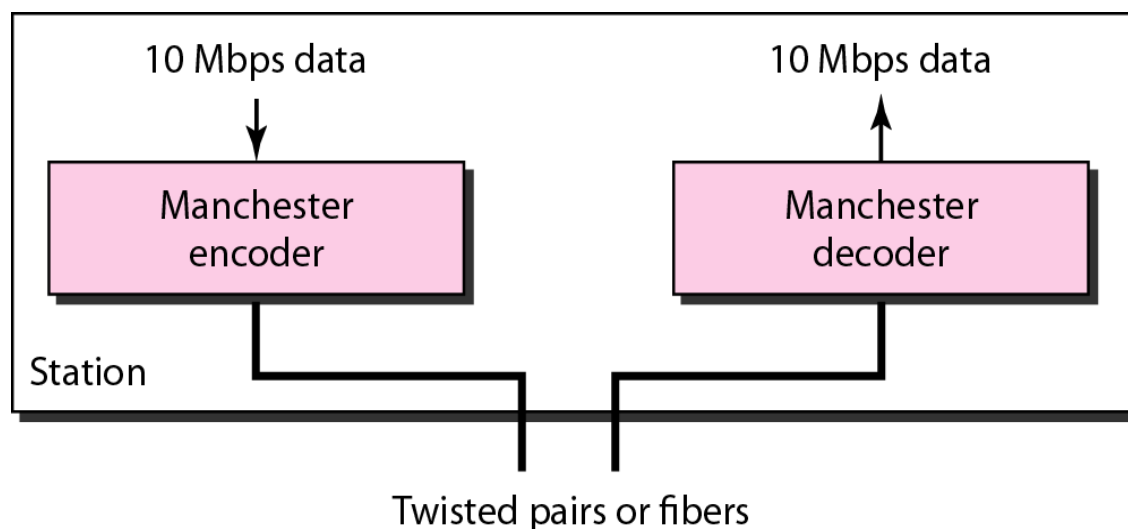 10 Mbps data
10 Mbps data
Manchester
encoder
Manchester
decoder
Station
Twisted pairs or fibers